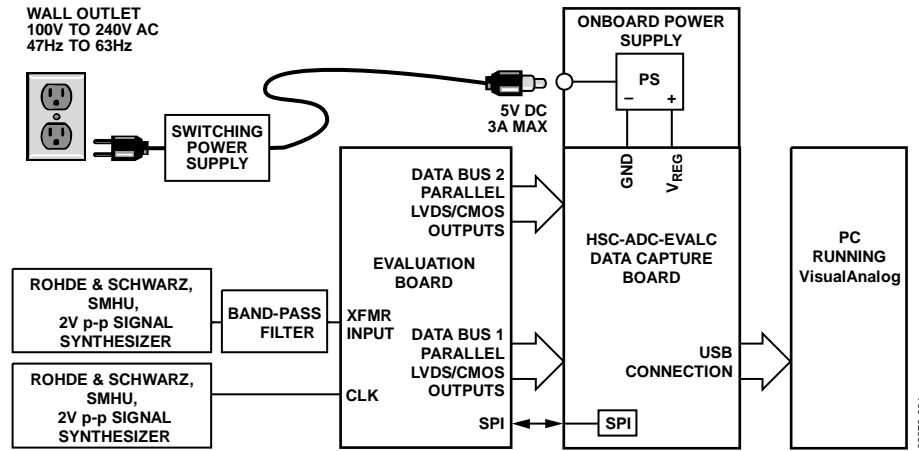 WALL OUTLET
100V TO 240V AC
47Hz TO 63Hz
SWITCHING
POWER
SUPPLY
5V DC
3A MAX
ONBOARD POWER
SUPPLY
PS
– +
GND
VREG
DATA BUS 2
PARALLEL
LVDS/CMOS
OUTPUTS
EVALUATION
BOARD
XFMR
INPUT
DATA BUS 1
PARALLEL
LVDS/CMOS
OUTPUTS
CLK
SPI
ROHDE & SCHWARZ,
SMHU,
2V p-p SIGNAL
SYNTHESIZER
BAND-PASS
FILTER
ROHDE & SCHWARZ,
SMHU,
2V p-p SIGNAL
SYNTHESIZER
HSC-ADC-EVALC
DATA CAPTURE
BOARD
USB
CONNECTION
SPI
PC
RUNNING
VisualAnalog